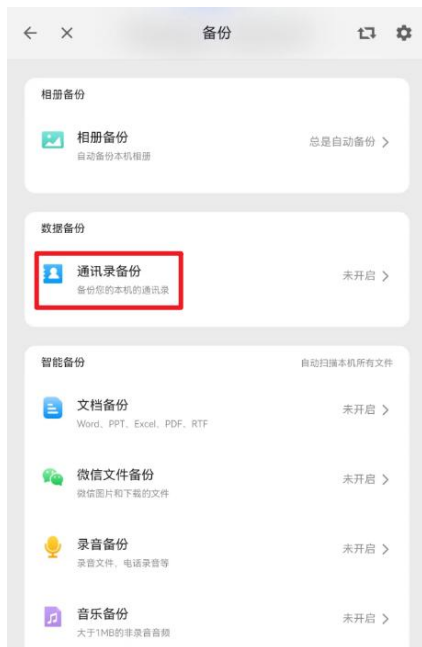 备份
相册备份
相册备份
总是自动备份
自动备份本机相册
数据备份
通讯录备份
未开启
备份您的本机的通讯录
智能备份
自动扫描本机所有文件
文档备份
未开启
Word、PPT、Excel、PDF、RTF
微信文件备份
未开启
微信图片和下载的文件
录音备份
未开启
录音文件、电话录音等
音乐备份
未开启
大于1MB的非录音音频